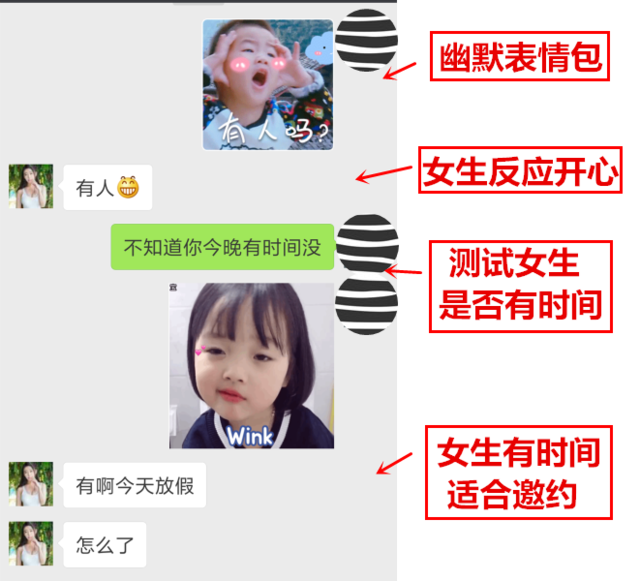 幽默表情包
有人吗?
女生反应开心
有人
不知道你今晚有时间没
测试女生
是否有时间
Wink
女生有时间
适合邀约
有啊今天放假
怎么了